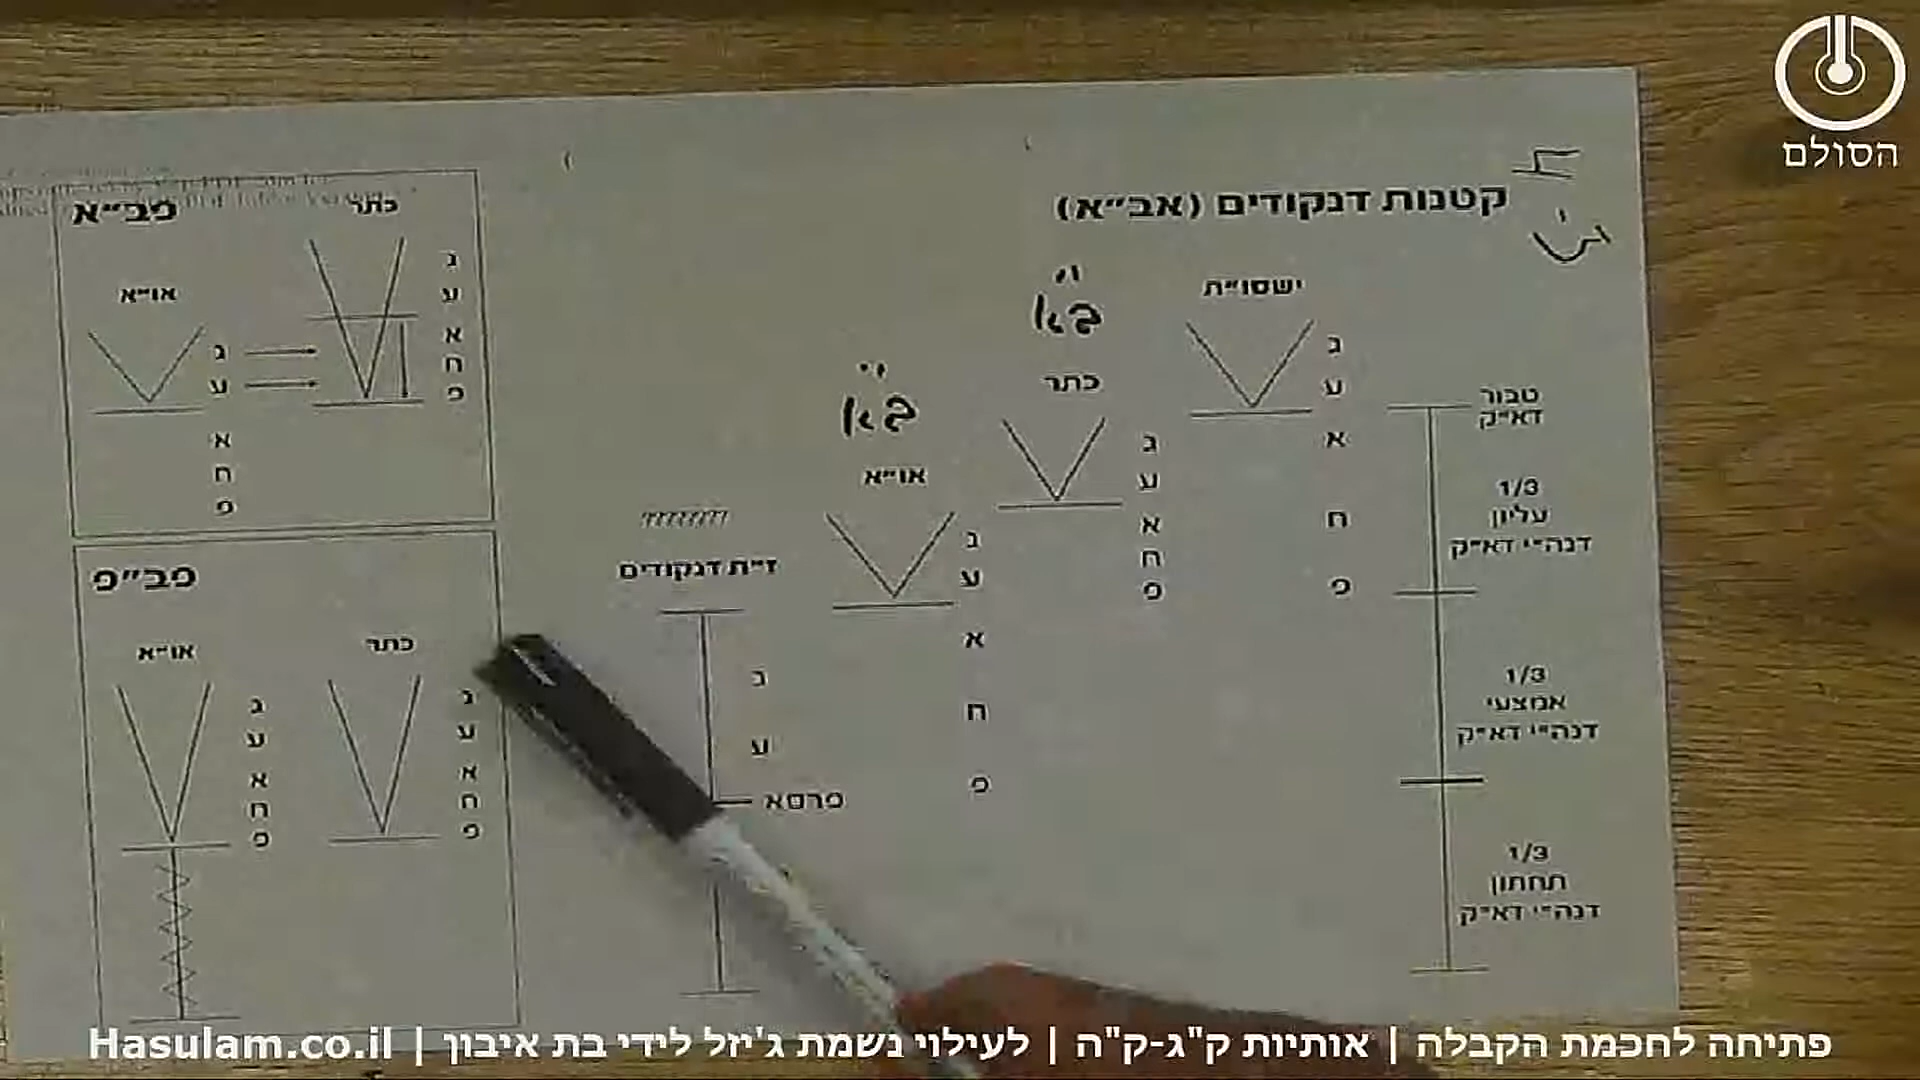 הסולם
קטנות דנקודים (אב״א)
ישסו״ת
נ
ע
א
ח
פ
טבור
דא״ק
1/3
עליון
דנה״י דא״ק
1/3
אמצעי
דנה״י דא״ק
1/3
תחתון
דנה״י דא״ק
כתר
נ
ע
א
ח
פ
או״א
נ
ע
א
ח
פ
ז״ת דנקודים
נ
ע
פרסא
מב״א
כתר
נ
ע
א
ח
פ
או״א
נ
ע
א
ח
פ
פב״פ
כתר
נ
ע
א
ח
פ
או״א
נ
ע
א
ח
פ
פתיחה לחכמת הקבלה | אותיות ק"ג-ק"ה | לעילוי נשמת ג'יזל לידי בת איבון | Hasulam.co.il